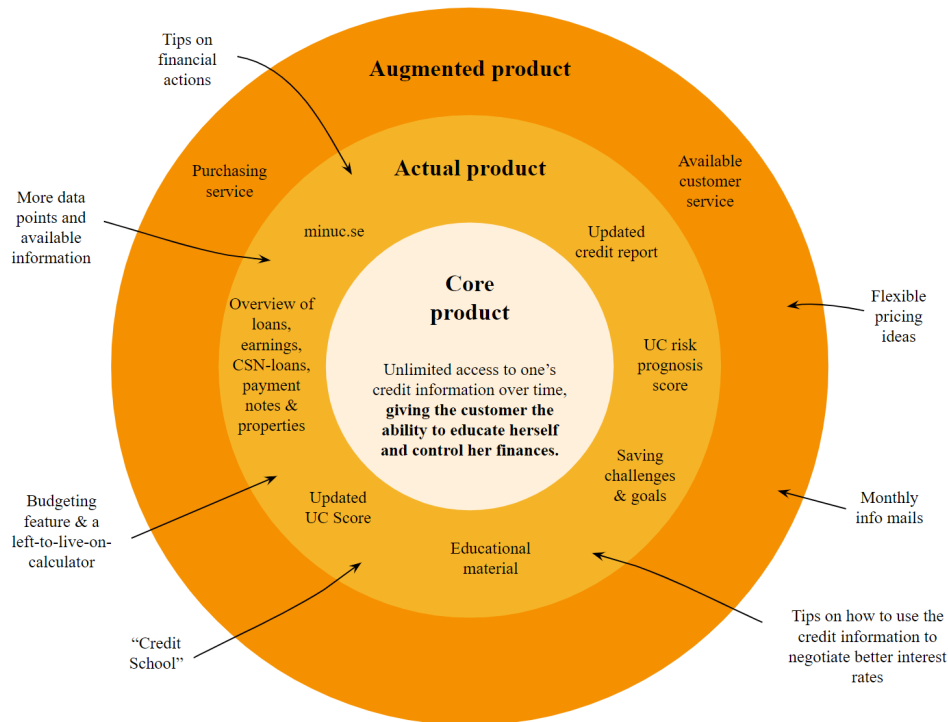 Tips on
financial
actions
Augmented product
Purchasing
service
Actual product
Available
customer
service
More data
points and
available
information
minuc.se
Updated
credit report
Core
product
Flexible
pricing
ideas
Overview of
loans,
earnings,
CSN-loans,
payment
notes &
properties
UC risk
prognosis
score
Unlimited access to one’s
credit information over time,
giving the customer the
ability to educate herself
and control her finances.
Saving
challenges
& goals
Budgeting
feature & a
left-to-live-on-
calculator
Updated
UC Score
Monthly
info mails
Educational
material
“Credit
School”
Tips on how to use the
credit information to
negotiate better interest
rates